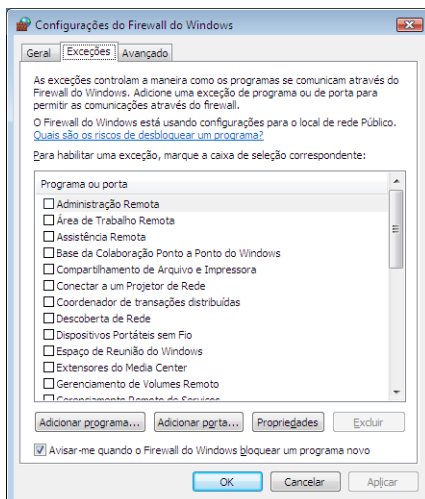 Configurações do Firewall do Windows
Geral Exceções Avançado
As exceções controlam a maneira como os programas se comunicam através do
Firewall do Windows. Adicione uma exceção de programa ou de porta para
permitir as comunicações através do firewall.
O Firewall do Windows está usando configurações para o local de rede Público.
Quais são os riscos de desbloquear um programa?
Para habilitar uma exceção, marque a caixa de seleção correspondente:
Programa ou porta
Administração Remota
Área de Trabalho Remota
Assistência Remota
Base da Colaboração Ponto a Ponto do Windows
Compartilhamento de Arquivo e Impressora
Conectar a um Projetor de Rede
Coordenador de transações distribuídas
Descoberta de Rede
Dispositivos Portáteis sem Fio
Espaço de Reunião do Windows
Extensores do Media Center
Gerenciamento de Volumes Remoto
Gerenciamento Remoto de Serviços
Adicionar programa... Adicionar porta... Propriedades Excluir
Avisar-me quando o Firewall do Windows bloquear um programa novo
OK Cancelar Aplicar